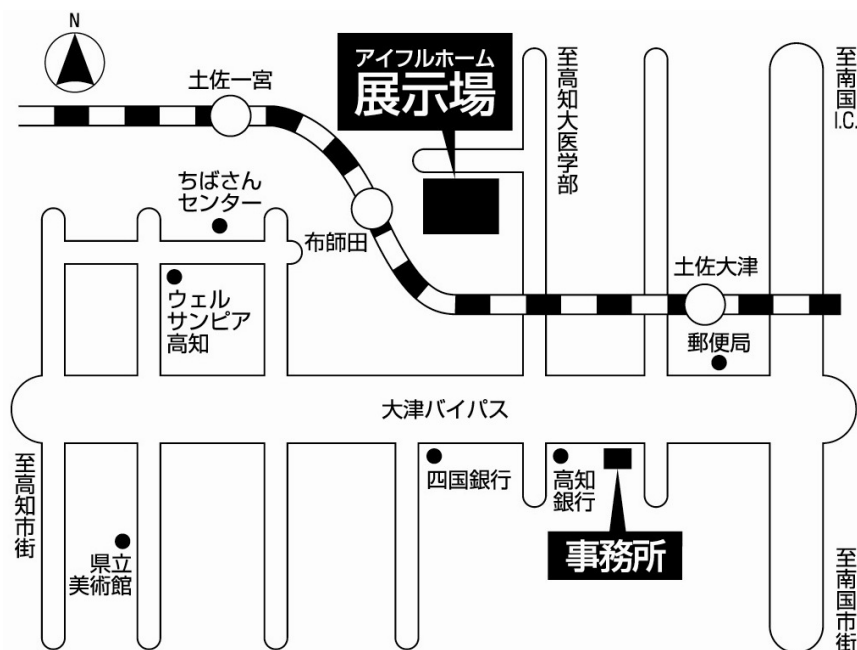 N
土佐一宮
アイフルホーム
展示場
至高知大医学部
至南国I.C.
ちばさん
センター
布師田
土佐大津
ウェル
サンピア
高知
郵便局
大津バイパス
至高知市街
四国銀行
高知
銀行
県立
美術館
事務所
至南国市街